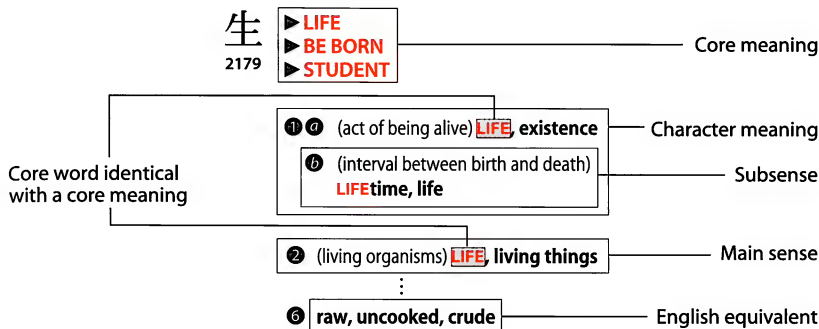 生
2179
▶ LIFE
▶ BE BORN
▶ STUDENT
Core meaning
❶ ⓐ (act of being alive) LIFE, existence
Character meaning
ⓑ (interval between birth and death)
LIFEtime, life
Subsense
Core word identical
with a core meaning
❷ (living organisms) LIFE, living things
Main sense
⋮
❻ raw, uncooked, crude
English equivalent